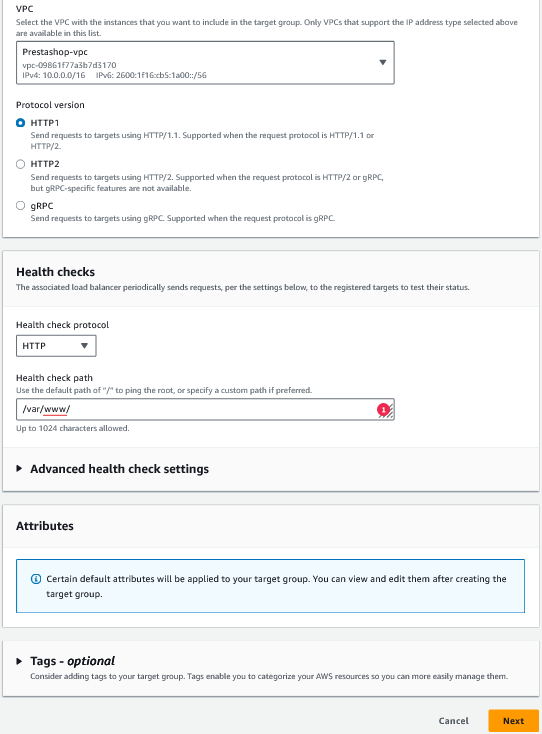 VPC
Select the VPC with the instances that you want to include in the target group. Only VPCs that support the IP address type selected above
are available in this list.
Prestashop-vpc
vpc-09861f77a3b7d3170
IPv4: 10.0.0.0/16 IPv6: 2600:1f16:cb5:1a00::/56
Protocol version
HTTP1
Send requests to targets using HTTP/1.1. Supported when the request protocol is HTTP/1.1 or
HTTP/2.
HTTP2
Send requests to targets using HTTP/2. Supported when the request protocol is HTTP/2 or gRPC,
but gRPC-specific features are not available.
gRPC
Send requests to targets using gRPC. Supported when the request protocol is gRPC.
Health checks
The associated load balancer periodically sends requests, per the settings below, to the registered targets to test their status.
Health check protocol
HTTP
Health check path
Use the default path of "/" to ping the root, or specify a custom path if preferred.
/var/www/
1
Up to 1024 characters allowed.
Advanced health check settings
Attributes
Certain default attributes will be applied to your target group. You can view and edit them after creating the
target group.
Tags - optional
Consider adding tags to your target group. Tags enable you to categorize your AWS resources so you can more easily manage them.
Cancel
Next